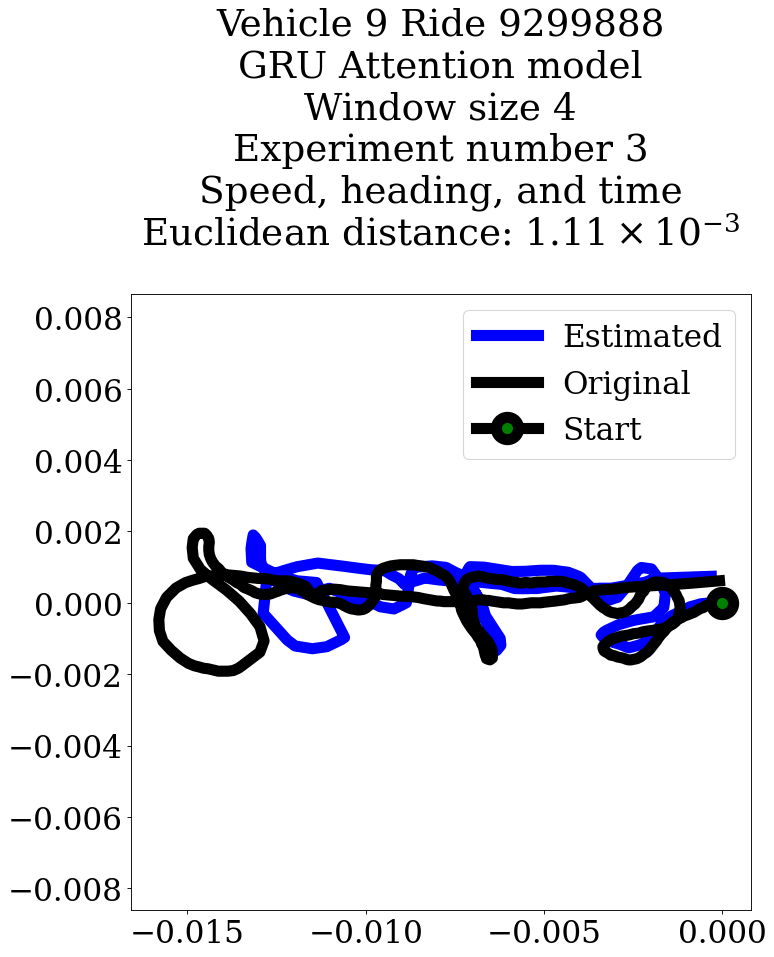 Vehicle 9 Ride 9299888
GRU Attention model
Window size 4
Experiment number 3
Speed, heading, and time
Euclidean distance: 1.11 × 10⁻³
Estimated
Original
Start
0.008
0.006
0.004
0.002
0.000
−0.002
−0.004
−0.006
−0.008
−0.015 −0.010 −0.005 0.000